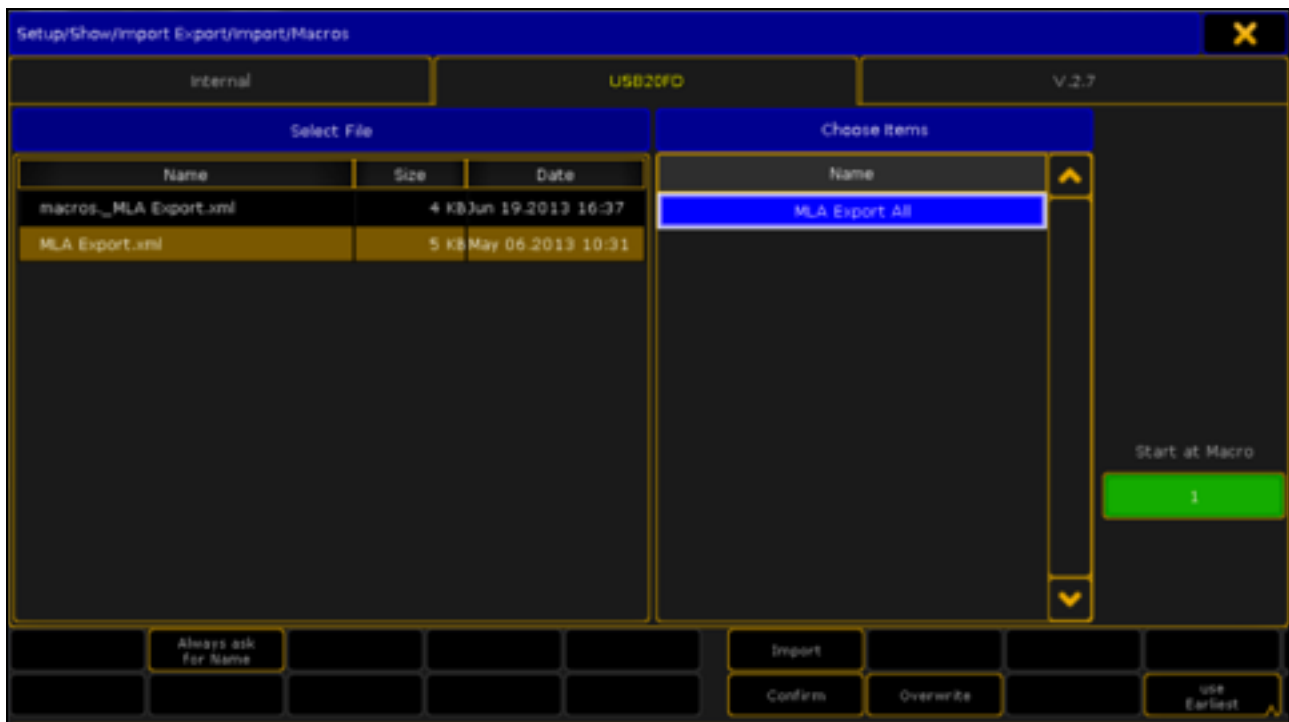 Setup/Show/Import Export/Import/Macros
Internal
USB20FD
V.2.7
Select File
Choose Items
Name Size Date
Name
macros._MLA Export.xml 4 KB Jun 19.2013 16:37
MLA Export All
MLA Export.xml 5 KB May 06.2013 10:31
Start at Macro
1
Always ask
for Name
Import
Confirm
Overwrite
use
Earliest